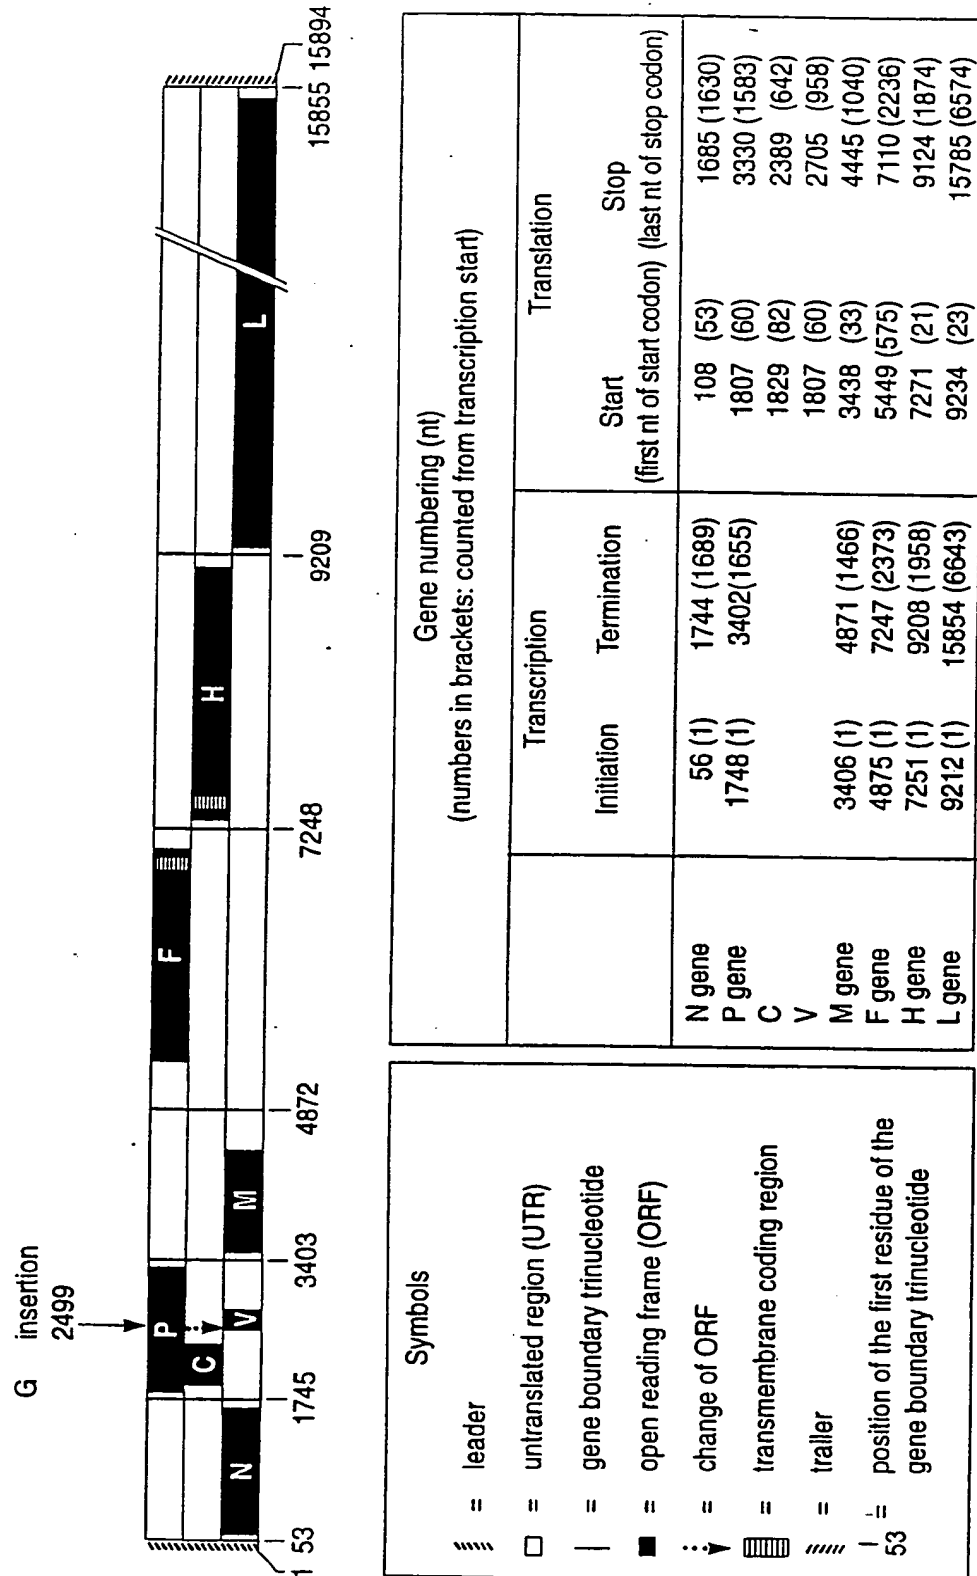 G insertion
2499
N
P
C
V
M
F
H
L
1 53
1745
3403
4872
7248
9209
15855 15894
Symbols
= leader
= untranslated region (UTR)
= gene boundary trinucleotide
= open reading frame (ORF)
= change of ORF
= transmembrane coding region
= trailer
53 = position of the first residue of the
gene boundary trinucleotide
Gene numbering (nt)
(numbers in brackets: counted from transcription start)
Transcription Translation
Initiation Termination Start Stop
(first nt of start codon) (last nt of stop codon)
N gene 56 (1) 1744 (1689) 108 (53) 1685 (1630)
P gene 1748 (1) 3402(1655) 1807 (60) 3330 (1583)
C 1829 (82) 2389 (642)
V 1807 (60) 2705 (958)
M gene 3406 (1) 4871 (1466) 3438 (33) 4445 (1040)
F gene 4875 (1) 7247 (2373) 5449 (575) 7110 (2236)
H gene 7251 (1) 9208 (1958) 7271 (21) 9124 (1874)
L gene 9212 (1) 15854 (6643) 9234 (23) 15785 (6574)